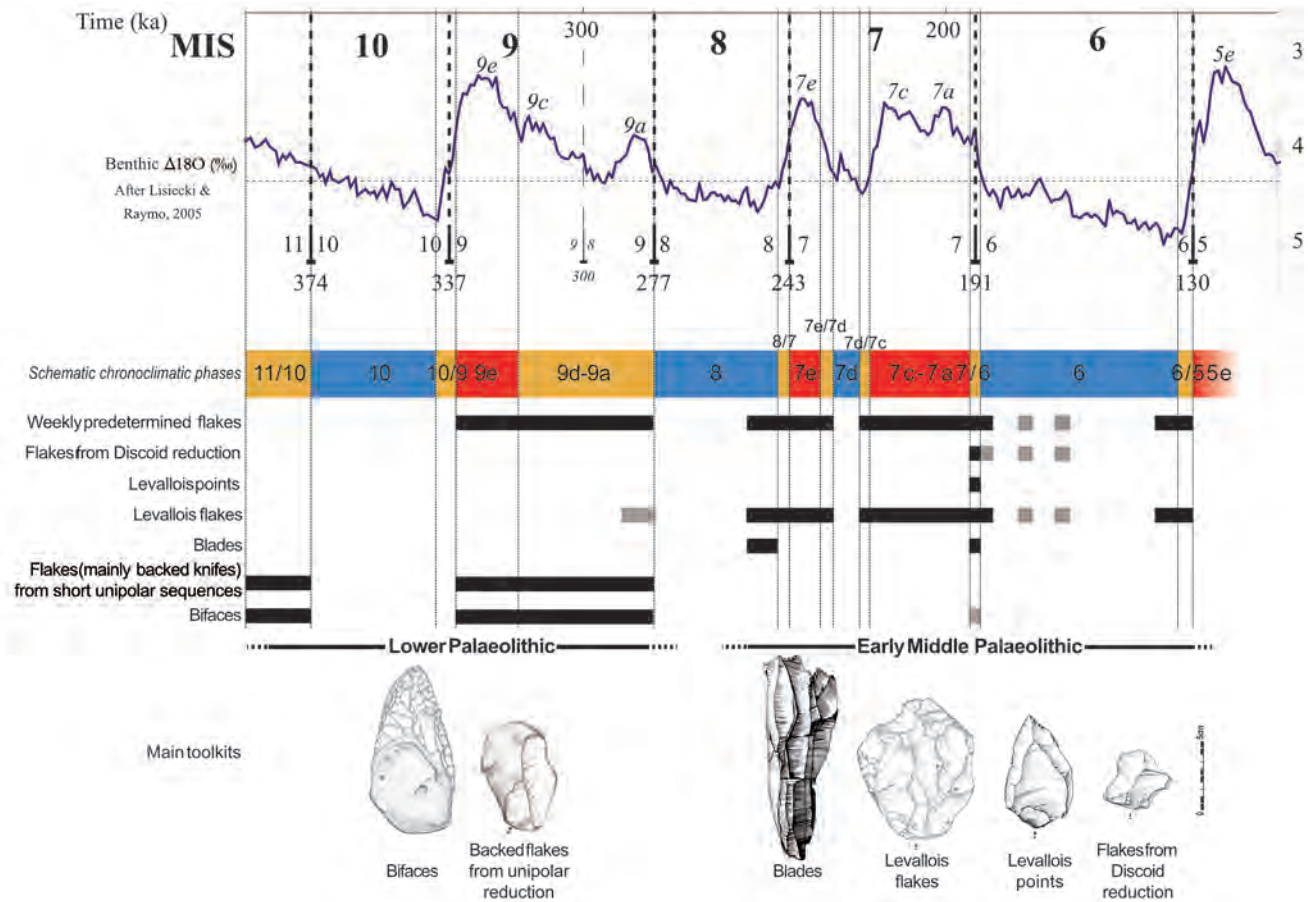 Time (ka) 300 200
MIS 10 9 8 7 6
9e 9c 9a 7e 7c 7a 5e
3
4
5
Benthic Δ18O (‰)
After Lisiecki &
Raymo, 2005
11 10 10 9 9 8 9 8 8 7 7 6 6 5
374 337 300 277 243 191 130
7e/7d
8/7 7d/7c
Schematic chronoclimatic phases 11/10 10 10/9 9e 9d-9a 8 7e 7d 7c-7a 7/6 6 6/5 5e
Weekly predetermined flakes
Flakes from Discoid reduction
Levallois points
Levallois flakes
Blades
Flakes (mainly backed knifes)
from short unipolar sequences
Bifaces
Lower Palaeolithic Early Middle Palaeolithic
Main toolkits
0 5cm
Bifaces
Backed flakes
from unipolar
reduction
Blades
Levallois
flakes
Levallois
points
Flakes from
Discoid
reduction